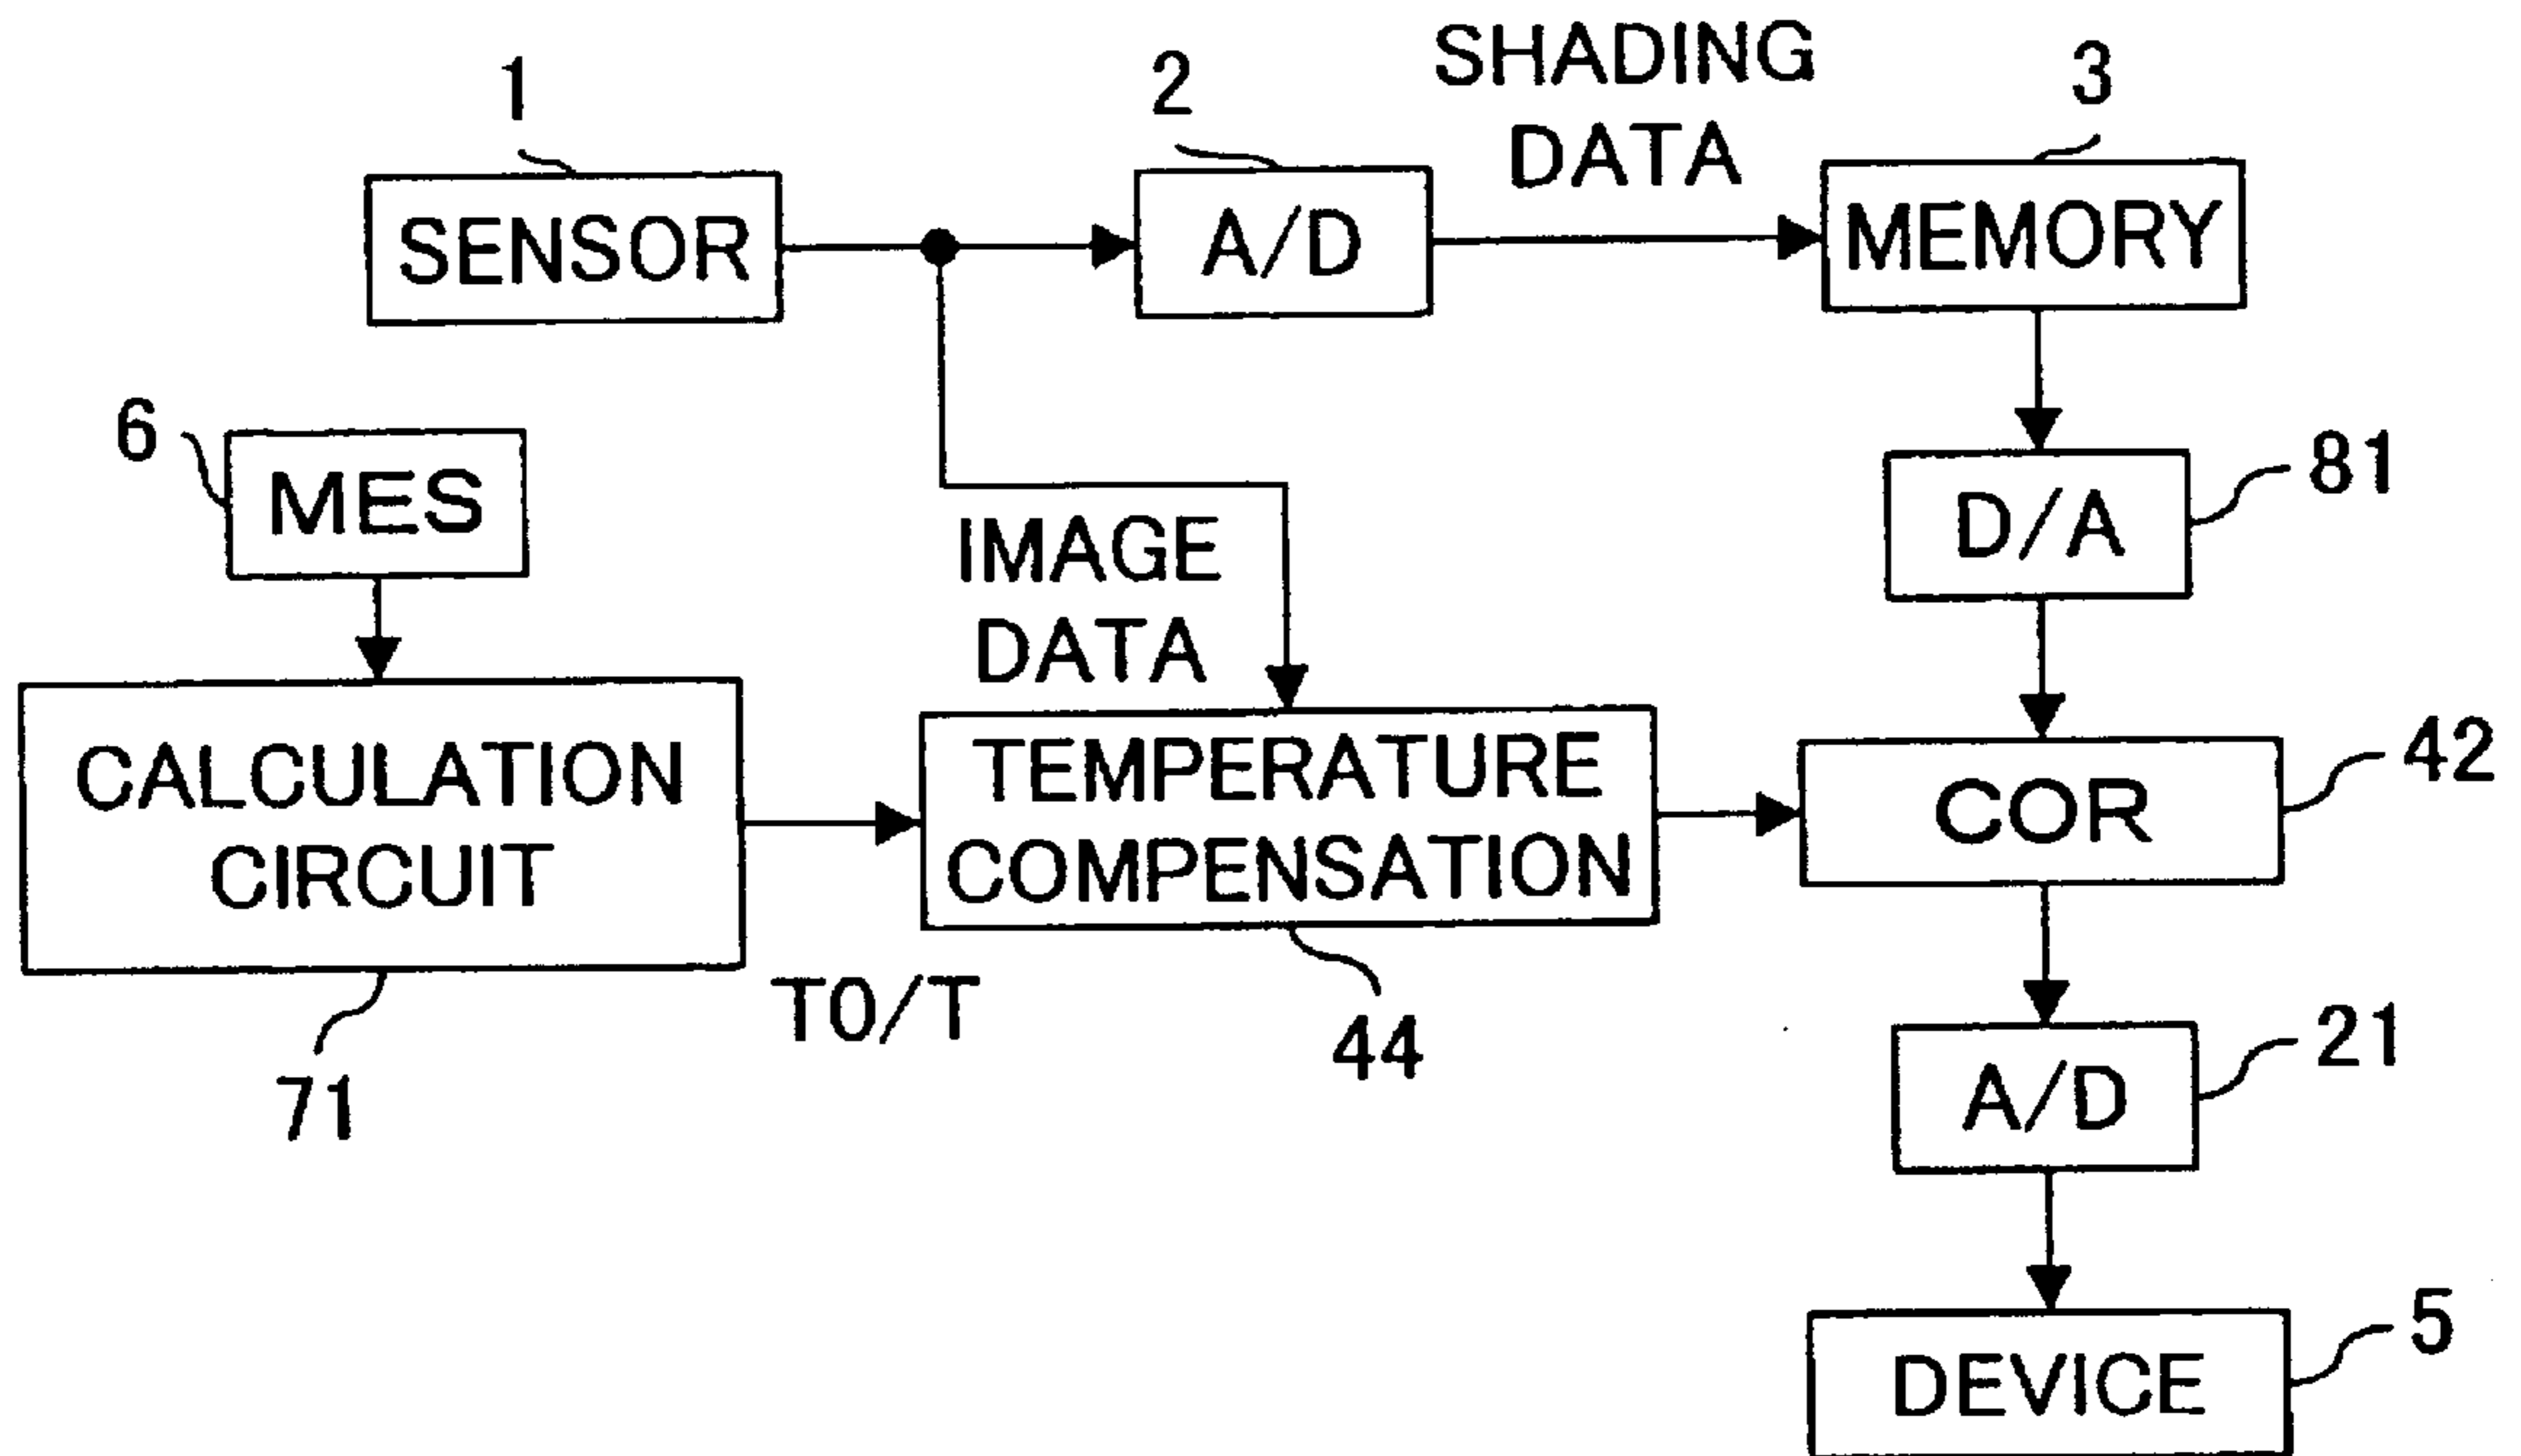 1
2
SHADING
DATA
3
SENSOR
A/D
MEMORY
6
MES
81
D/A
IMAGE
DATA
CALCULATION
CIRCUIT
TEMPERATURE
COMPENSATION
42
COR
T0/T
71
44
21
A/D
5
DEVICE